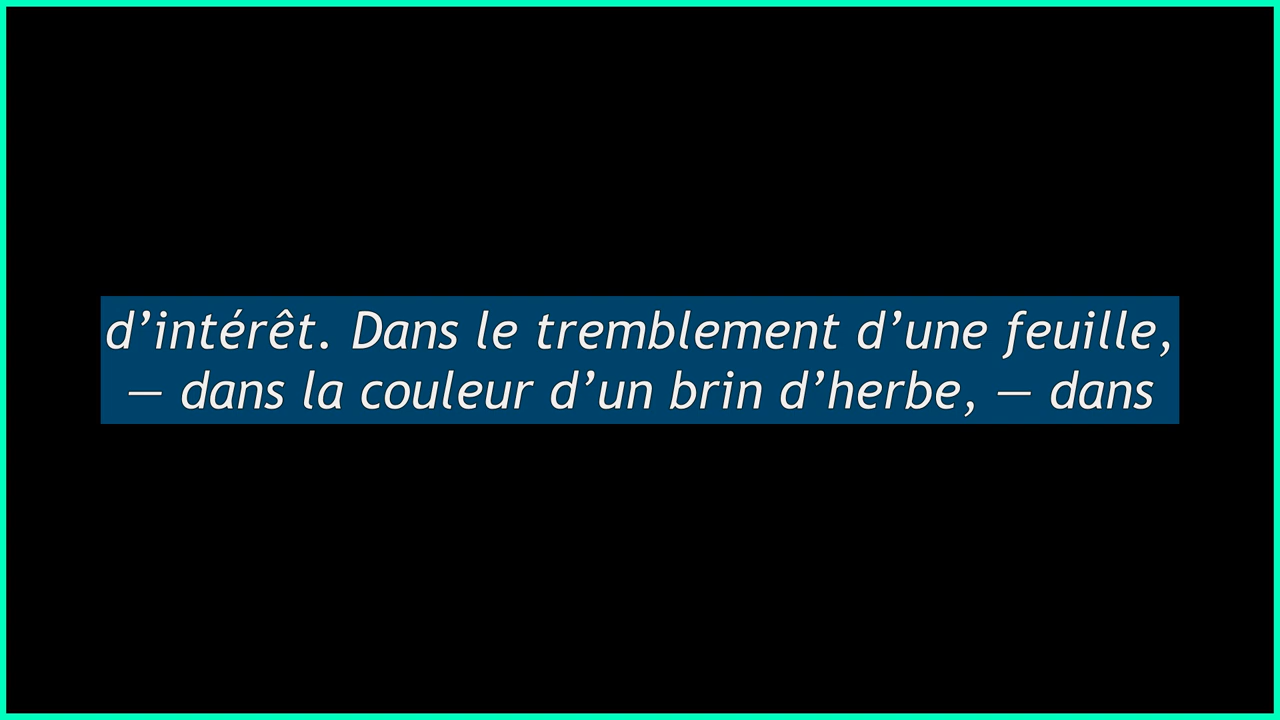 d’intérêt. Dans le tremblement d’une feuille,
— dans la couleur d’un brin d’herbe, — dans